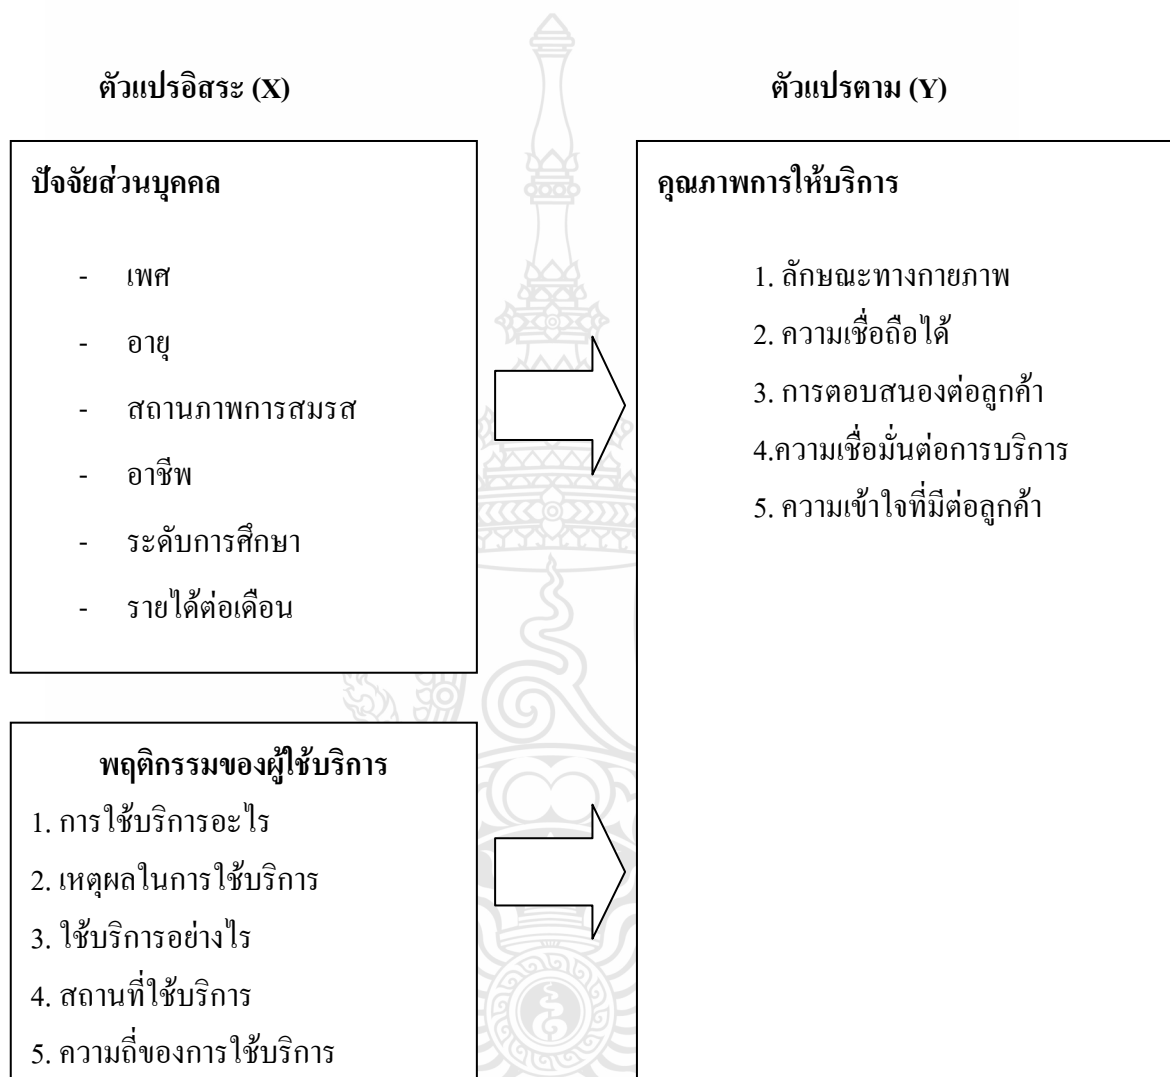 ตัวแปรอิสระ (X)
ตัวแปรตาม (Y)
ปัจจัยส่วนบุคคล
- เพศ
- อายุ
- สถานภาพการสมรส
- อาชีพ
- ระดับการศึกษา
- รายได้ต่อเดือน
พฤติกรรมของผู้ใช้บริการ
1. การใช้บริการอะไร
2. เหตุผลในการใช้บริการ
3. ใช้บริการอย่างไร
4. สถานที่ใช้บริการ
5. ความถี่ของการใช้บริการ
คุณภาพการให้บริการ
1. ลักษณะทางกายภาพ
2. ความเชื่อถือได้
3. การตอบสนองต่อลูกค้า
4.ความเชื่อมั่นต่อการบริการ
5. ความเข้าใจที่มีต่อลูกค้า